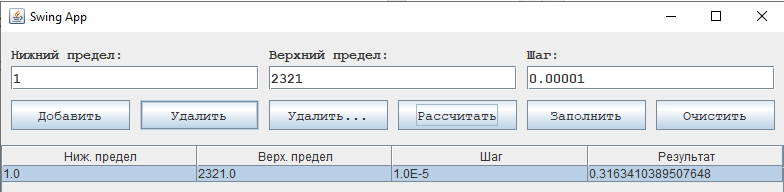 Swing App
Нижний предел: Верхний предел: Шаг:
1 2321 0.00001
Добавить Удалить Удалить... Рассчитать Заполнить Очистить
Ниж. предел Верх. предел Шаг Результат
1.0 2321.0 1.0E-5 0.3163410389507648